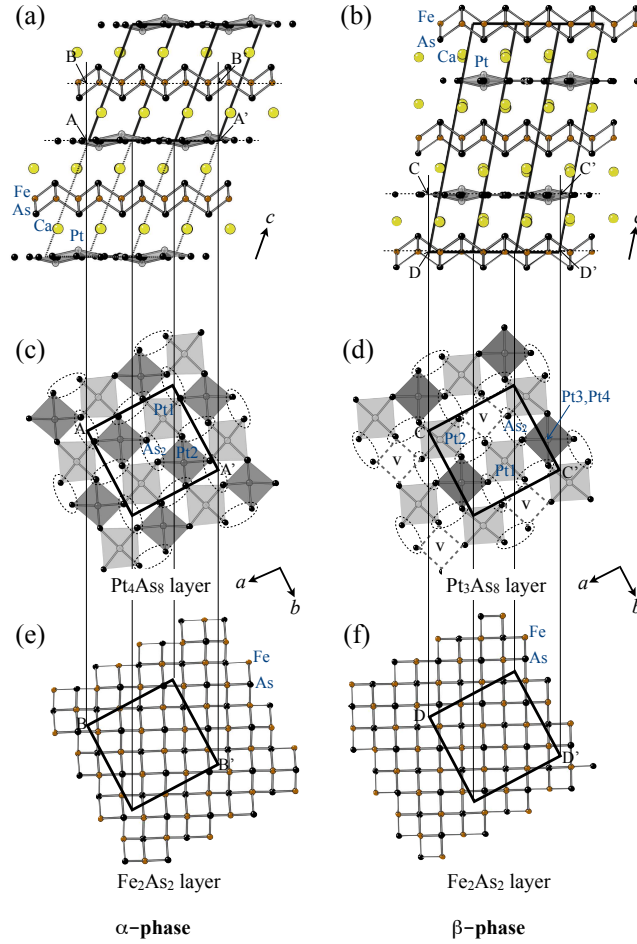 (a)
B
B'
A
A'
Fe
As
Ca
Pt
c
(b)
Fe
As
Ca
Pt
C
C'
D
D'
c
(c)
A
Pt1
As₂
Pt2
A'
Pt₄As₈ layer
a
b
(d)
Pt3,Pt4
C
Pt2
v
As₂
v
Pt1
C'
v
v
Pt₃As₈ layer
a
b
(e)
Fe
As
B
B'
Fe₂As₂ layer
(f)
Fe
As
D
D'
Fe₂As₂ layer
α-phase
β-phase